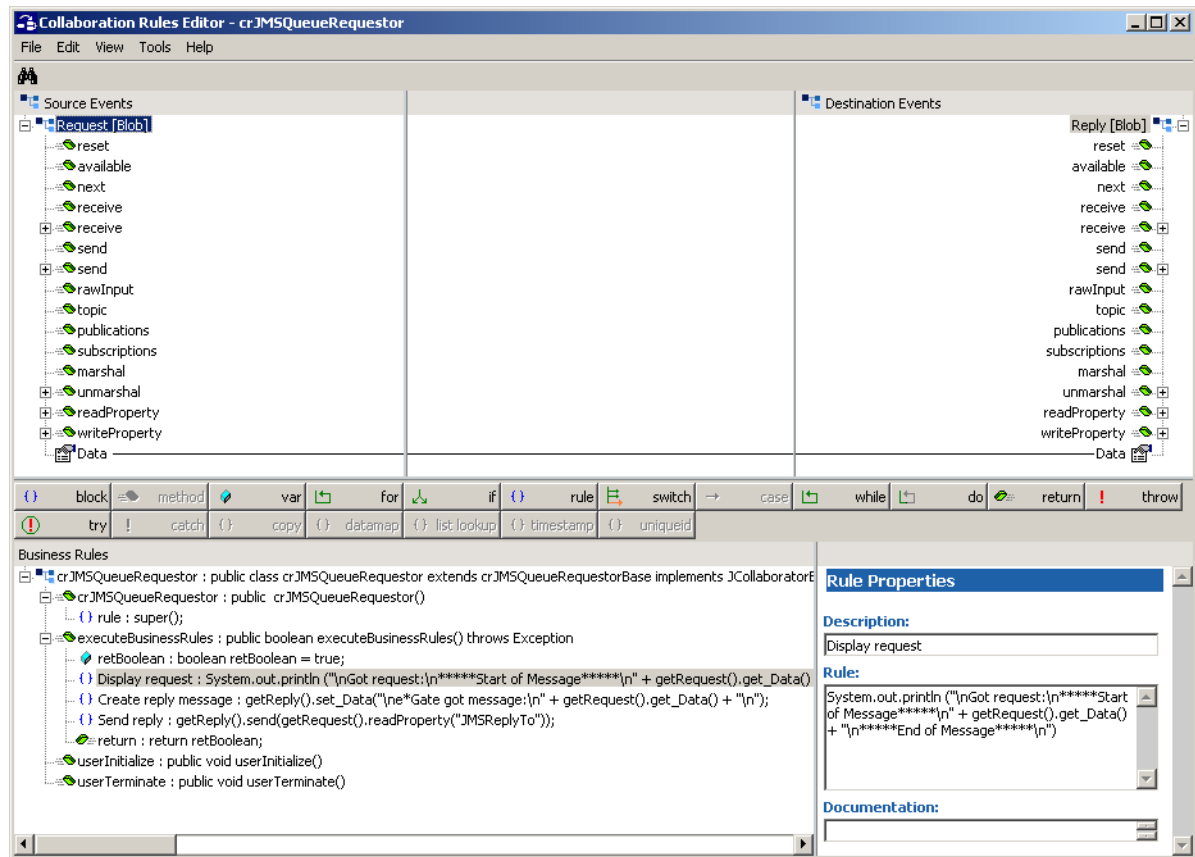 Collaboration Rules Editor - crJMSQueueRequestor
File Edit View Tools Help
Source Events
Destination Events
Request [Blob]
Reply [Blob]
reset
reset
available
available
next
next
receive
receive
receive
receive
send
send
send
send
rawInput
rawInput
topic
topic
publications
publications
subscriptions
subscriptions
marshal
marshal
unmarshal
unmarshal
readProperty
readProperty
writeProperty
writeProperty
Data
Data
{} block method var for if {} rule switch case while do return ! throw
try ! catch {} copy {} datamap {} list lookup {} timestamp {} uniqueid
Business Rules
crJMSQueueRequestor : public class crJMSQueueRequestor extends crJMSQueueRequestorBase implements JCollaboratorE
crJMSQueueRequestor : public crJMSQueueRequestor()
{} rule : super();
executeBusinessRules : public boolean executeBusinessRules() throws Exception
retBoolean : boolean retBoolean = true;
{} Display request : System.out.println ("\nGot request:\n*****Start of Message*****\n" + getRequest().get_Data()
{} Create reply message : getReply().set_Data("\ne*Gate got message:\n" + getRequest().get_Data() + "\n");
{} Send reply : getReply().send(getRequest().readProperty("JMSReplyTo"));
return : return retBoolean;
userInitialize : public void userInitialize()
userTerminate : public void userTerminate()
Rule Properties
Description:
Display request
Rule:
System.out.println ("\nGot request:\n*****Start
of Message*****\n" + getRequest().get_Data()
+ "\n*****End of Message*****\n")
Documentation: